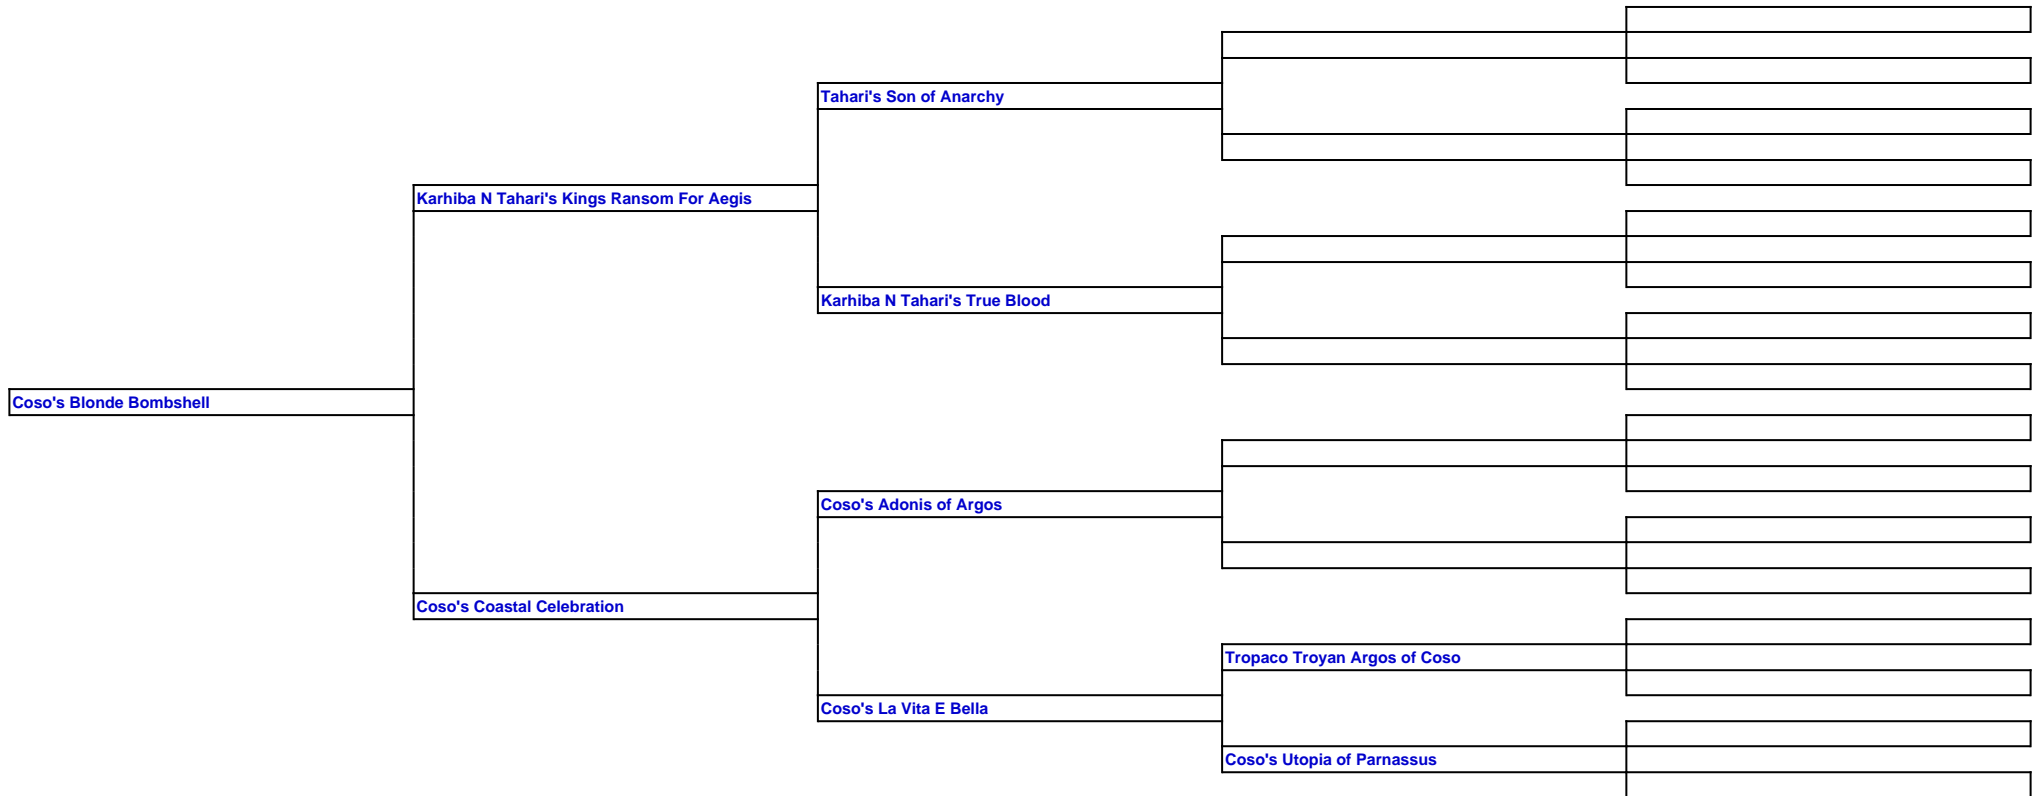 Tahari's Son of Anarchy
Karhiba N Tahari's Kings Ransom For Aegis
Karhiba N Tahari's True Blood
Coso's Blonde Bombshell
Coso's Adonis of Argos
Coso's Coastal Celebration
Tropaco Troyan Argos of Coso
Coso's La Vita E Bella
Coso's Utopia of Parnassus